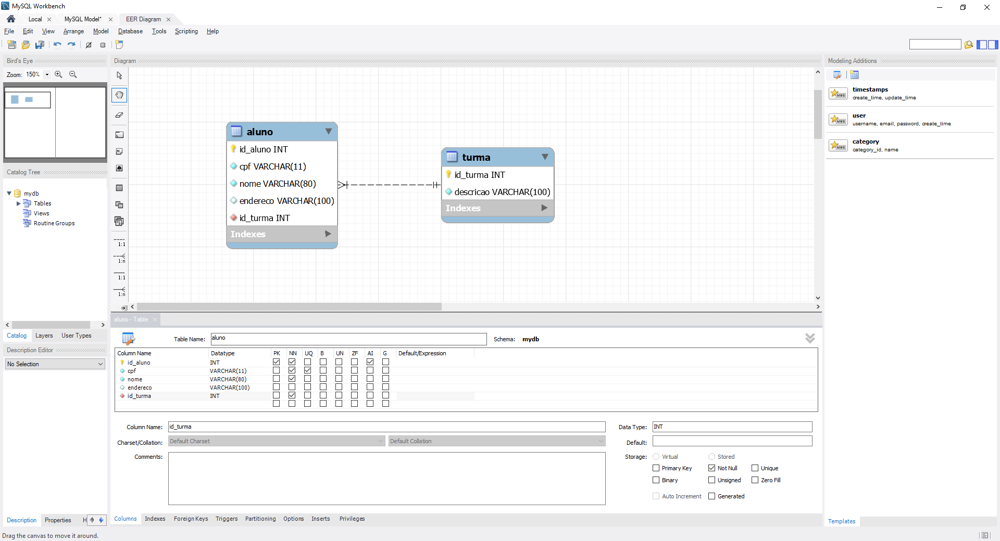 MySQL Workbench
Local
MySQL Model*
EER Diagram
File Edit View Arrange Model Database Tools Scripting Help
Bird's Eye
Zoom: 150%
Catalog Tree
mydb
Tables
Views
Routine Groups
Catalog Layers User Types
Description Editor
No Selection
Description Properties H
Drag the canvas to move it around.
Diagram
1:1
1:n
1:1
1:n
aluno
id_aluno INT
cpf VARCHAR(11)
nome VARCHAR(80)
endereco VARCHAR(100)
id_turma INT
Indexes
turma
id_turma INT
descricao VARCHAR(100)
Indexes
aluno - Table
Table Name: aluno Schema: mydb
Column Name Datatype PK NN UQ B UN ZF AI G Default/Expression
id_aluno INT
cpf VARCHAR(11)
nome VARCHAR(80)
endereco VARCHAR(100)
id_turma INT
Column Name: id_turma Data Type: INT
Charset/Collation: Default Charset Default Collation Default:
Comments: Storage: Virtual Stored
Primary Key Not Null Unique
Binary Unsigned Zero Fill
Auto Increment Generated
Columns Indexes Foreign Keys Triggers Partitioning Options Inserts Privileges
Modeling Additions
MWB
timestamps
create_time, update_time
MWB
user
username, email, password, create_time
MWB
category
category_id, name
Templates